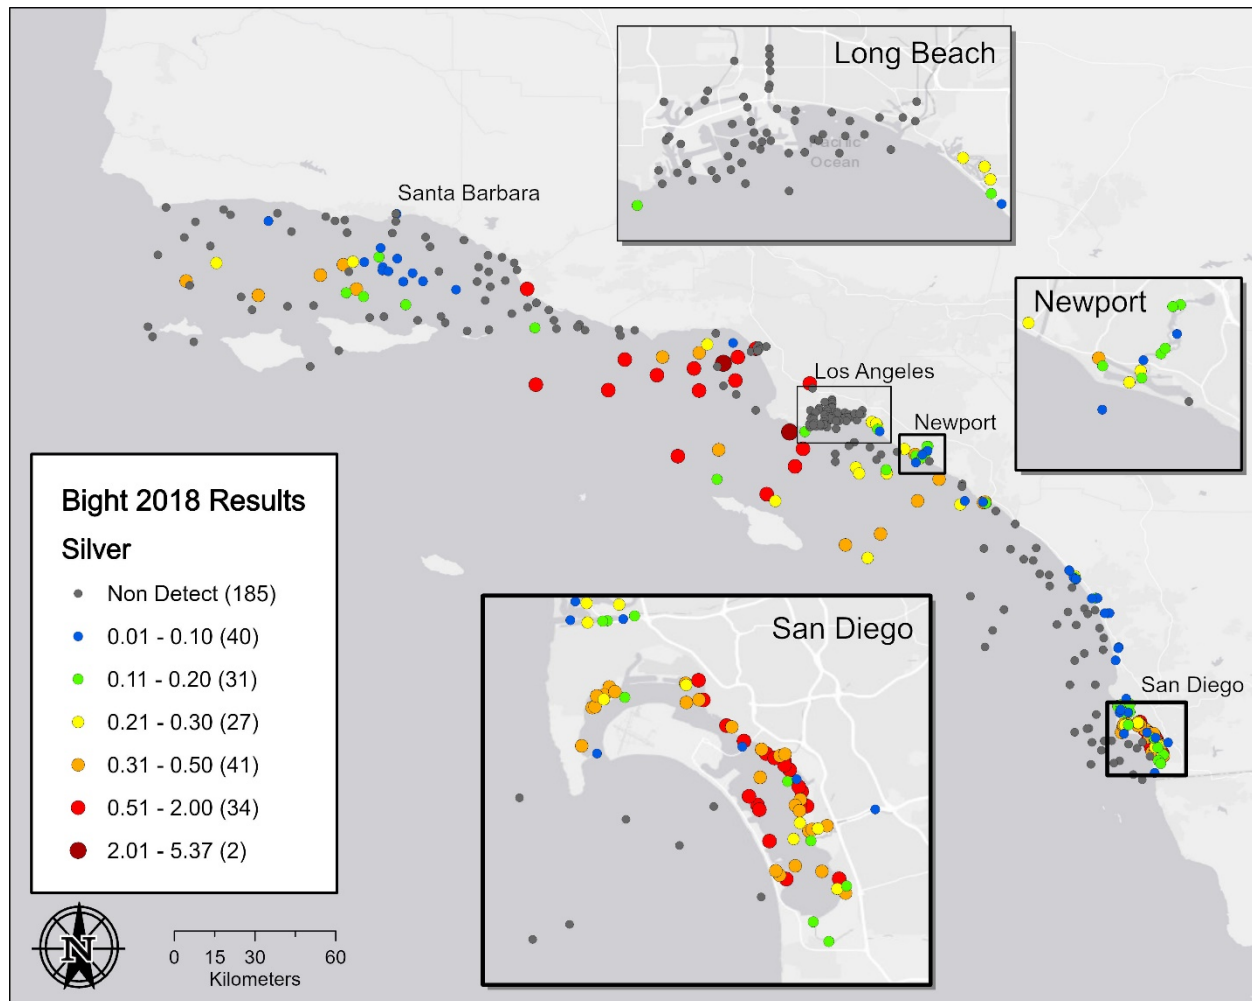 Long Beach
Pacific
Ocean
Santa Barbara
Newport
Los Angeles
Newport
Bight 2018 Results
Silver
Non Detect (185)
0.01 - 0.10 (40)
0.11 - 0.20 (31)
0.21 - 0.30 (27)
0.31 - 0.50 (41)
0.51 - 2.00 (34)
2.01 - 5.37 (2)
San Diego
San Diego
N
0 15 30 60
Kilometers